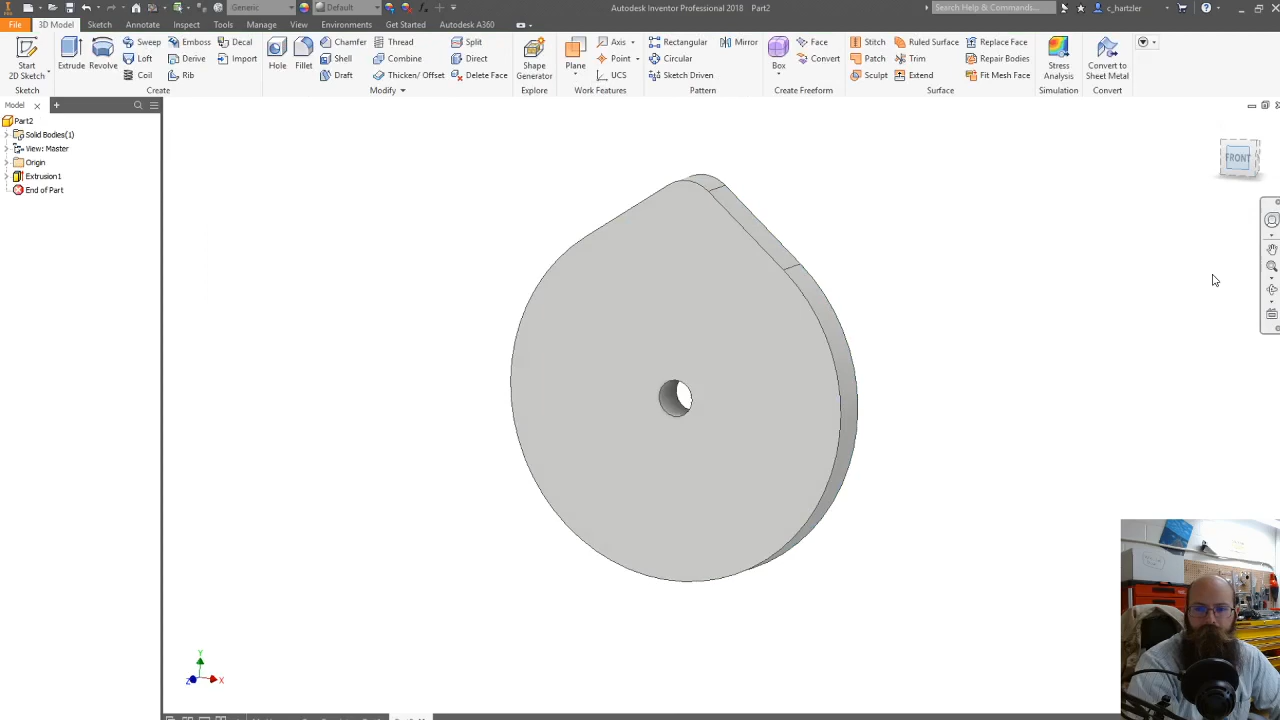 Generic
Default
Autodesk Inventor Professional 2018 Part2
Search Help & Commands...
c_hartzler
File 3D Model Sketch Annotate Inspect Tools Manage View Environments Get Started Autodesk A360
Start
2D Sketch
Extrude
Revolve
Sweep Emboss Decal
Loft Derive Import
Coil Rib
Hole
Fillet
Chamfer Thread
Shell Combine
Draft Thicken/ Offset
Split
Direct
Delete Face
Shape
Generator
Plane
Axis
Point
UCS
Rectangular Mirror
Circular
Sketch Driven
Box
Face
Convert
Stitch Ruled Surface Replace Face
Patch Trim Repair Bodies
Sculpt Extend Fit Mesh Face
Stress
Analysis
Convert to
Sheet Metal
Sketch Create Modify Explore Work Features Pattern Create Freeform Surface Simulation Convert
Model
Part2
Solid Bodies(1)
View: Master
Origin
Extrusion1
End of Part
FRONT
Y
Z
X